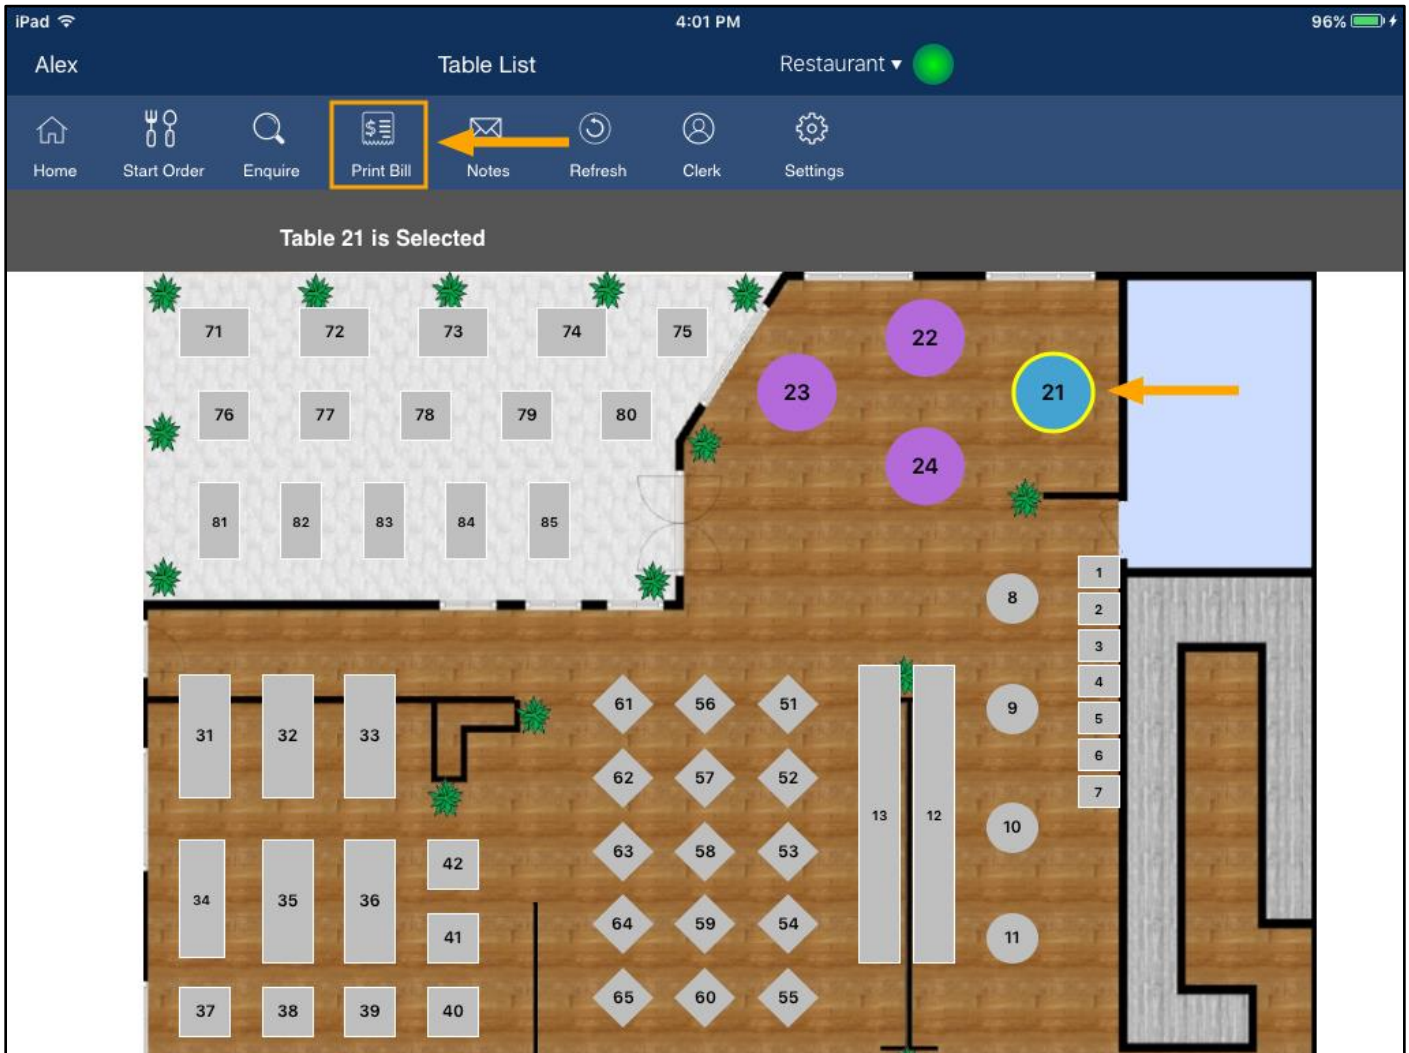 iPad 4:01 PM 96%
Alex Table List Restaurant ▾
Home Start Order Enquire Print Bill Notes Refresh Clerk Settings
Table 21 is Selected
71 72 73 74 75
22
23
21
76 77 78 79 80
24
81 82 83 84 85
1
8
2
3
4
5
6
7
61 56 51
9
31 32 33
62 57 52
13 12
10
63 58 53
42
34 35 36
64 59 54
41
11
65 60 55
37 38 39 40